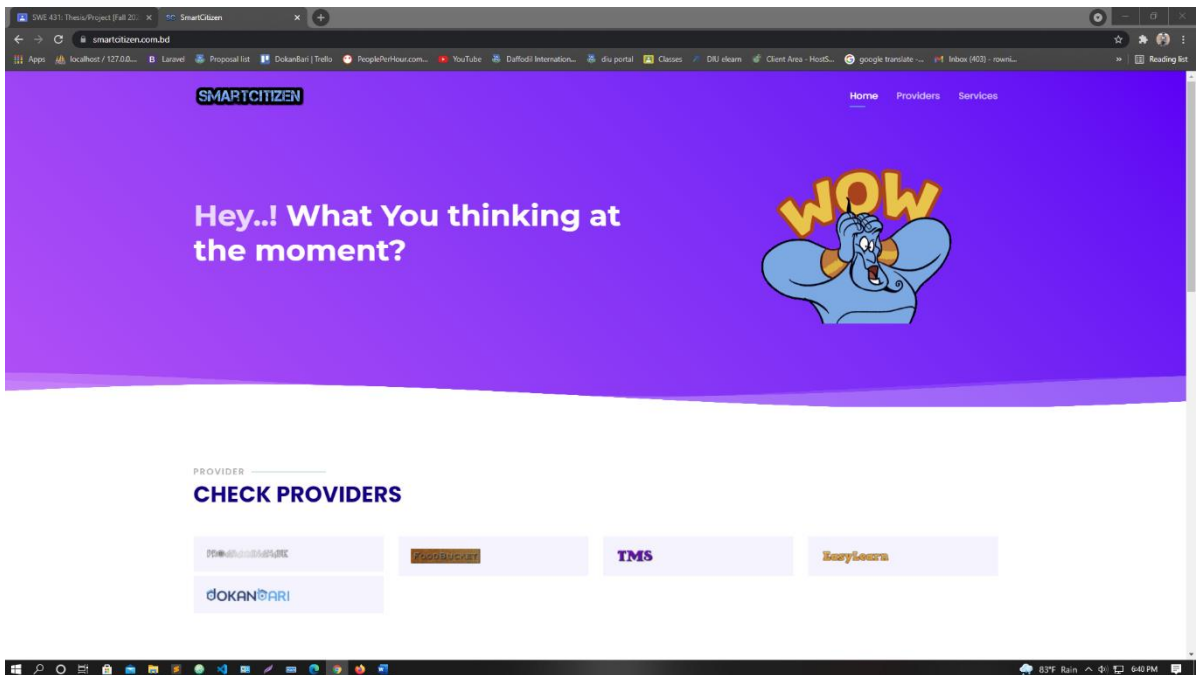 SWE 431: Thesis/Project [Fall 20
SmartCitizen
smartcitizen.com.bd
Apps
localhost / 127.0.0...
Laravel
Proposal list
DokanBari | Trello
PeoplePerHour.com...
YouTube
Daffodil Internation...
diu portal
Classes
DIU elearn
Client Area - HostS...
google translate -...
Inbox (403) - rowni...
»
Reading list
SMARTCITIZEN
Home Providers Services
WOW
Hey..! What You thinking at
the moment?
PROVIDER
CHECK PROVIDERS
FOODBUCKET
TMS
EasyLearn
DOKANBARI
83°F Rain
6:40 PM